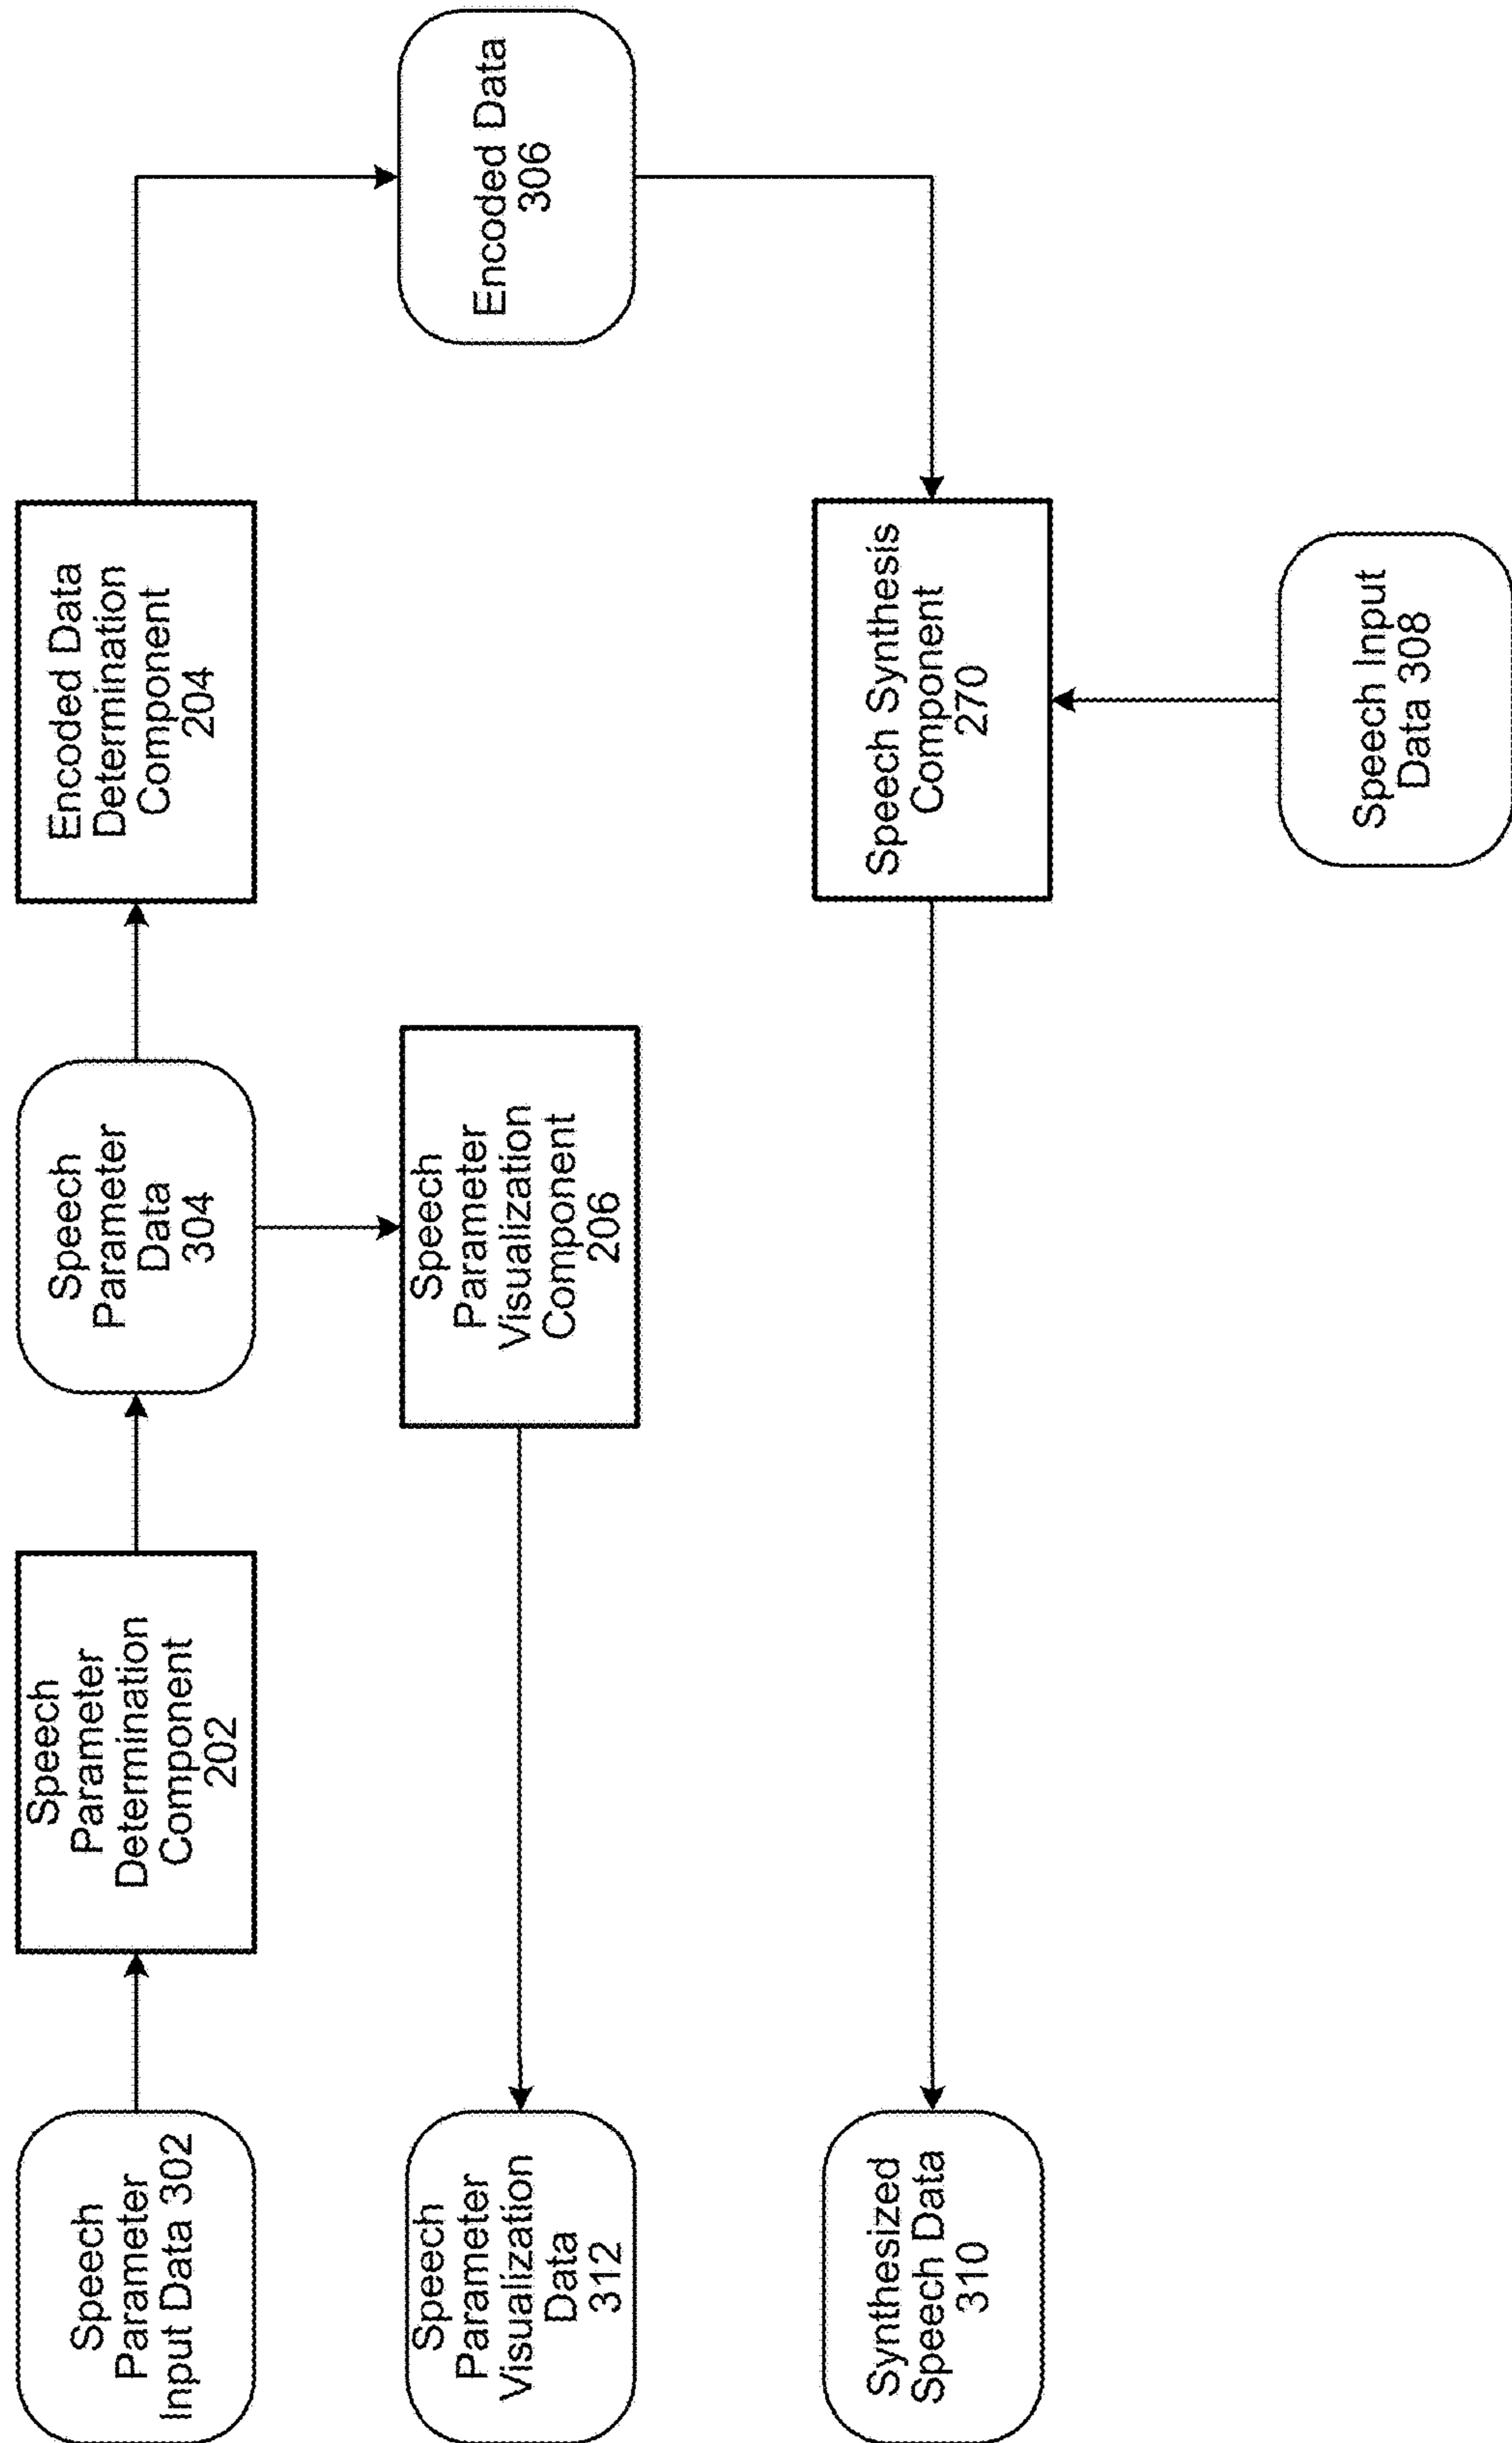 Speech
Parameter
Input Data 302
Speech
Parameter
Determination
Component
202
Speech
Parameter
Data
304
Encoded Data
Determination
Component
204
Speech
Parameter
Visualization
Data
312
Speech
Parameter
Visualization
Component
206
Encoded Data
306
Synthesized
Speech Data
310
Speech Synthesis
Component
270
Speech Input
Data 308